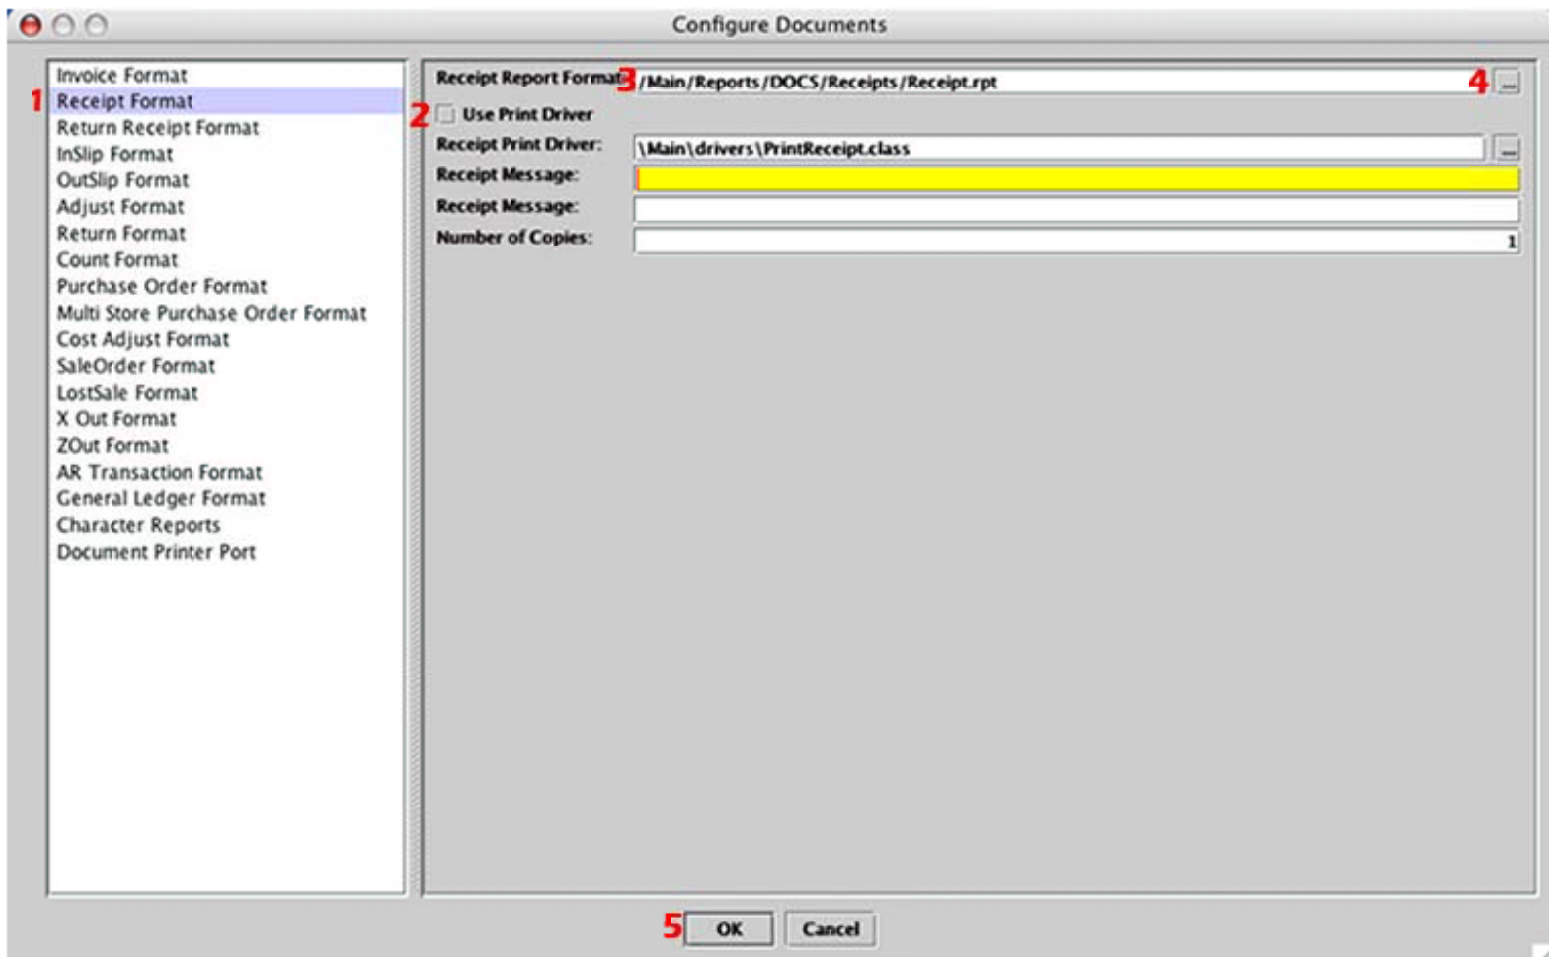 Configure Documents
Invoice Format
1 Receipt Format
Return Receipt Format
InSlip Format
OutSlip Format
Adjust Format
Return Format
Count Format
Purchase Order Format
Multi Store Purchase Order Format
Cost Adjust Format
SaleOrder Format
LostSale Format
X Out Format
ZOut Format
AR Transaction Format
General Ledger Format
Character Reports
Document Printer Port
Receipt Report Format: 3 /Main/Reports/DOCS/Receipts/Receipt.rpt 4 ...
2 Use Print Driver
Receipt Print Driver: \Main\drivers\PrintReceipt.class ...
Receipt Message:
Receipt Message:
Number of Copies: 1
5 OK Cancel